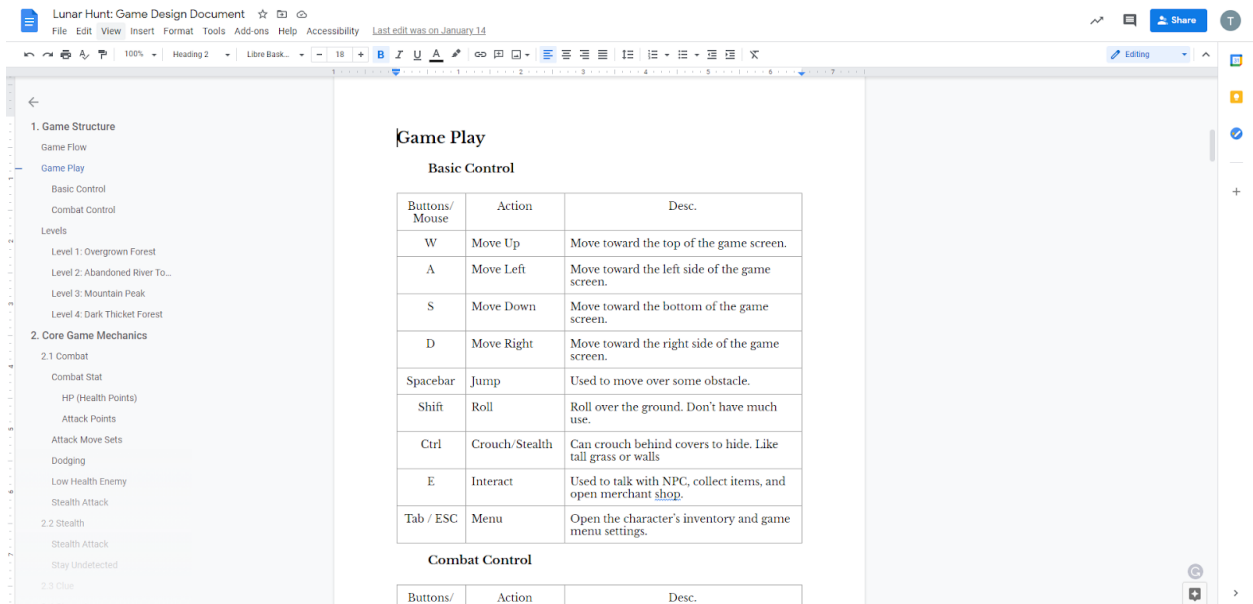 Lunar Hunt: Game Design Document
File Edit View Insert Format Tools Add-ons Help Accessibility Last edit was on January 14
Share
T
100% Heading 2 Libre Bask... − 18 + B I U A
Editing
1 1 2 3 4 5 6 7
1. Game Structure
Game Flow
Game Play
Basic Control
Combat Control
Levels
Level 1: Overgrown Forest
Level 2: Abandoned River To...
Level 3: Mountain Peak
Level 4: Dark Thicket Forest
2. Core Game Mechanics
2.1 Combat
Combat Stat
HP (Health Points)
Attack Points
Attack Move Sets
Dodging
Low Health Enemy
Stealth Attack
2.2 Stealth
Stealth Attack
Stay Undetected
2.3 Clue
Game Play
Basic Control
Buttons/ Action Desc.
Mouse
W Move Up Move toward the top of the game screen.
A Move Left Move toward the left side of the game
screen.
S Move Down Move toward the bottom of the game
screen.
D Move Right Move toward the right side of the game
screen.
Spacebar Jump Used to move over some obstacle.
Shift Roll Roll over the ground. Don't have much
use.
Ctrl Crouch/Stealth Can crouch behind covers to hide. Like
tall grass or walls
E Interact Used to talk with NPC, collect items, and
open merchant shop.
Tab / ESC Menu Open the character's inventory and game
menu settings.
Combat Control
Buttons/ Action Desc.